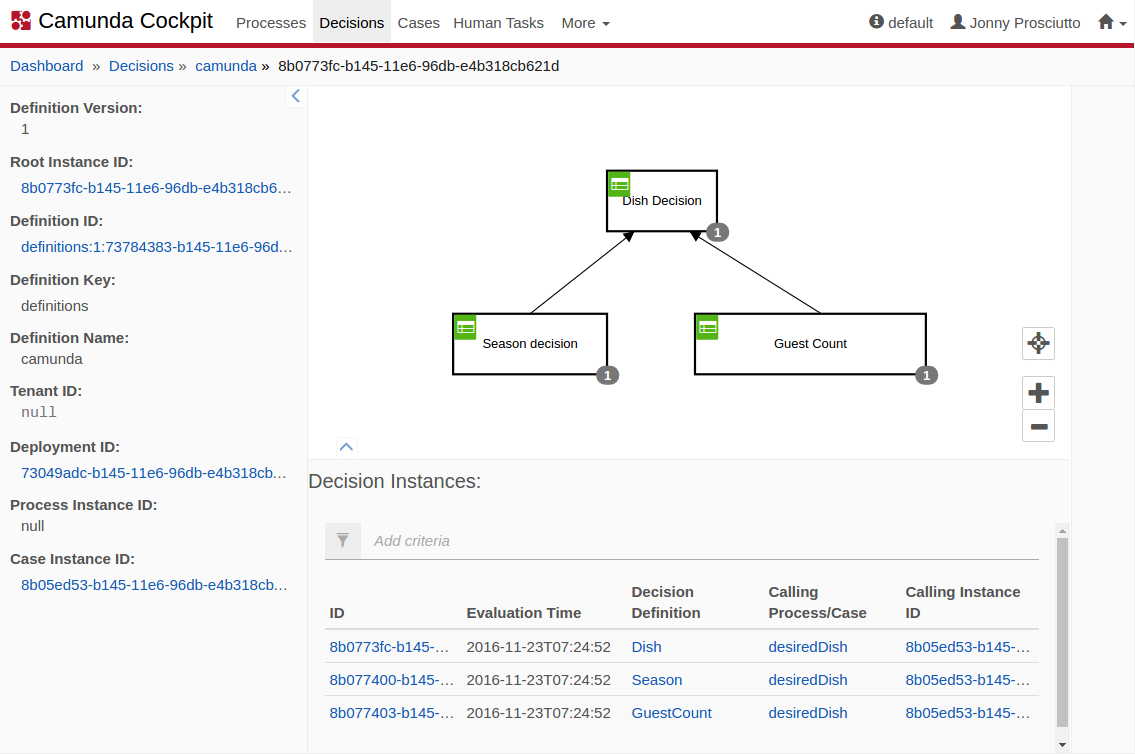 Camunda Cockpit Processes Decisions Cases Human Tasks More default Jonny Prosciutto
Dashboard » Decisions » camunda » 8b0773fc-b145-11e6-96db-e4b318cb621d
Definition Version:
1
Root Instance ID:
8b0773fc-b145-11e6-96db-e4b318cb6…
Definition ID:
definitions:1:73784383-b145-11e6-96d…
Definition Key:
definitions
Definition Name:
camunda
Tenant ID:
null
Deployment ID:
73049adc-b145-11e6-96db-e4b318cb…
Process Instance ID:
null
Case Instance ID:
8b05ed53-b145-11e6-96db-e4b318cb…
Dish Decision
1
Season decision
1
Guest Count
1
Decision Instances:
Add criteria
ID Evaluation Time Decision Definition Calling Process/Case Calling Instance ID
8b0773fc-b145-… 2016-11-23T07:24:52 Dish desiredDish 8b05ed53-b145-…
8b077400-b145-… 2016-11-23T07:24:52 Season desiredDish 8b05ed53-b145-…
8b077403-b145-… 2016-11-23T07:24:52 GuestCount desiredDish 8b05ed53-b145-…